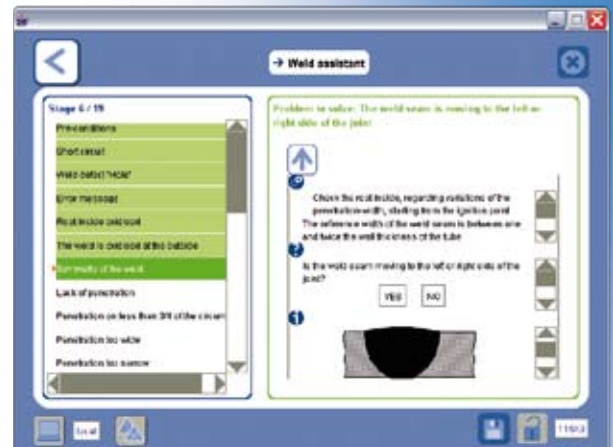 → Weld assistant
Stage 6 / 19
Preconditions
Short circuit
Weld defect "Hole"
Error message
Root inside oxidised
The weld is oxidised at the outside
of the weld
Lack of penetration
Penetration on less than 3/4 of the circum
Penetration too wide
Penetration too narrow
Problem to solve: The weld seam is moving to the left or
right side of the joint
Check the root inside, regarding variations of the
penetration width, starting from the ignition point
The reference width of the weld seam is between one
and twice the wall thickness of the tube
?
Is the weld seam moving to the left or right side of the
joint?
YES NO
1
local